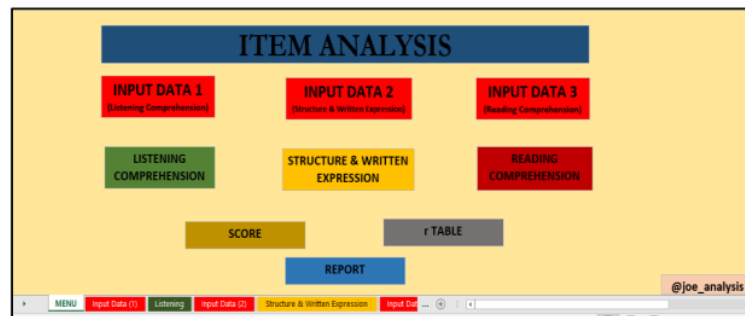 ITEM ANALYSIS
INPUT DATA 1
(Listening Comprehension)
INPUT DATA 2
(Structure & Written Expression)
INPUT DATA 3
(Reading Comprehension)
LISTENING
COMPREHENSION
STRUCTURE & WRITTEN
EXPRESSION
READING
COMPREHENSION
SCORE
r TABLE
REPORT
@joe_analysis
MENU
Input Data (1)
Listening
Input Data (2)
Structure & Written Expression
Input Dat ...